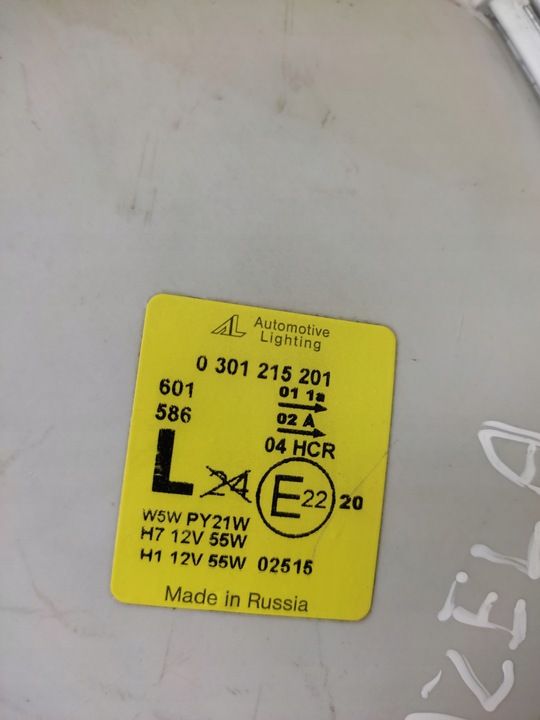 AL Automotive
Lighting
0 301 215 201
601 01 1a
586 02 A
04 HCR
L 24 E22 20
W5W PY21W
H7 12V 55W
H1 12V 55W 02515
Made in Russia